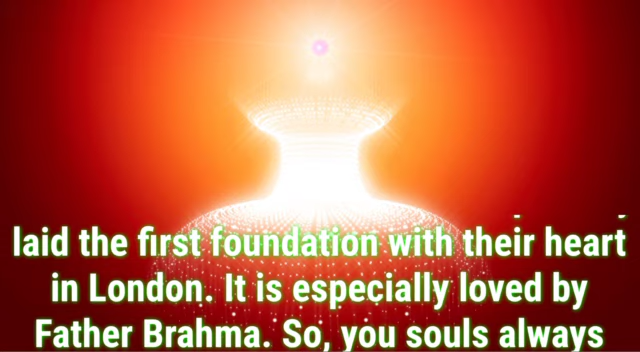 laid the first foundation with their heart
in London. It is especially loved by
Father Brahma. So, you souls always